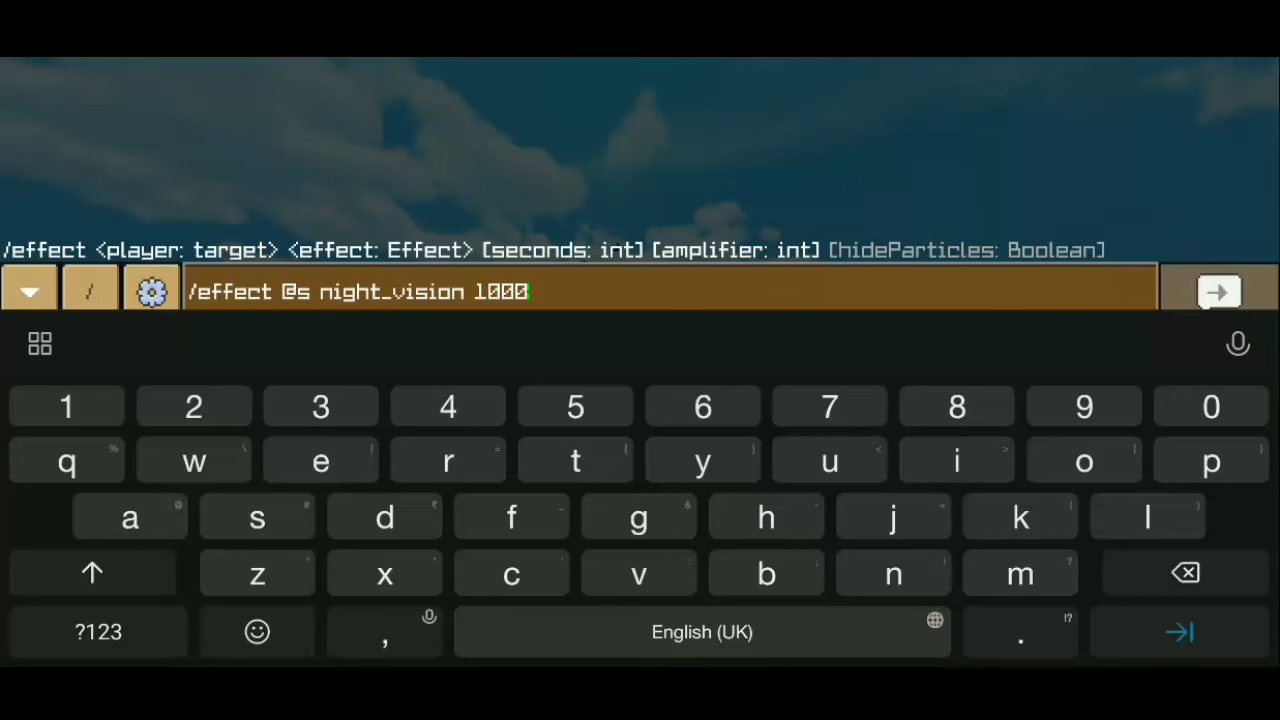 /effect <player: target> <effect: Effect> [seconds: int] [amplifier: int] [hideParticles: Boolean]
/ /effect @s night_vision 1000
1 2 3 4 5 6 7 8 9 0
q w e r t y u i o p
a s d f g h j k l
z x c v b n m
?123 , English (UK) . !?